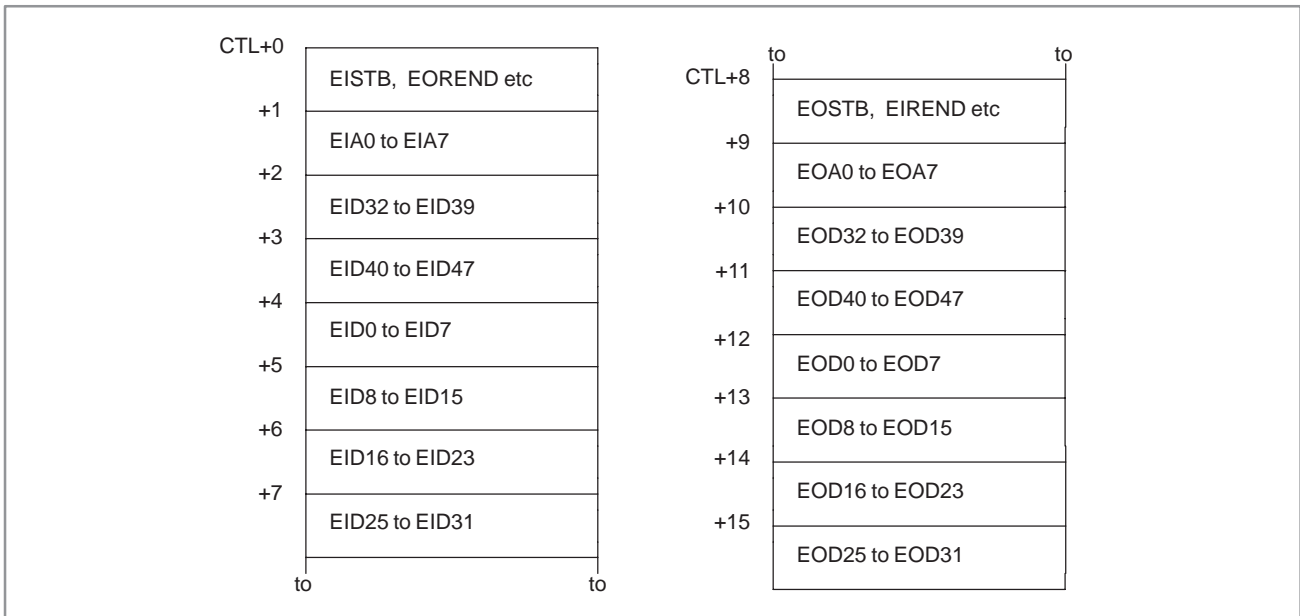 CTL+0
EISTB, EOREND etc
+1
EIA0 to EIA7
+2
EID32 to EID39
+3
EID40 to EID47
+4
EID0 to EID7
+5
EID8 to EID15
+6
EID16 to EID23
+7
EID25 to EID31
to to
to to
CTL+8
EOSTB, EIREND etc
+9
EOA0 to EOA7
+10
EOD32 to EOD39
+11
EOD40 to EOD47
+12
EOD0 to EOD7
+13
EOD8 to EOD15
+14
EOD16 to EOD23
+15
EOD25 to EOD31